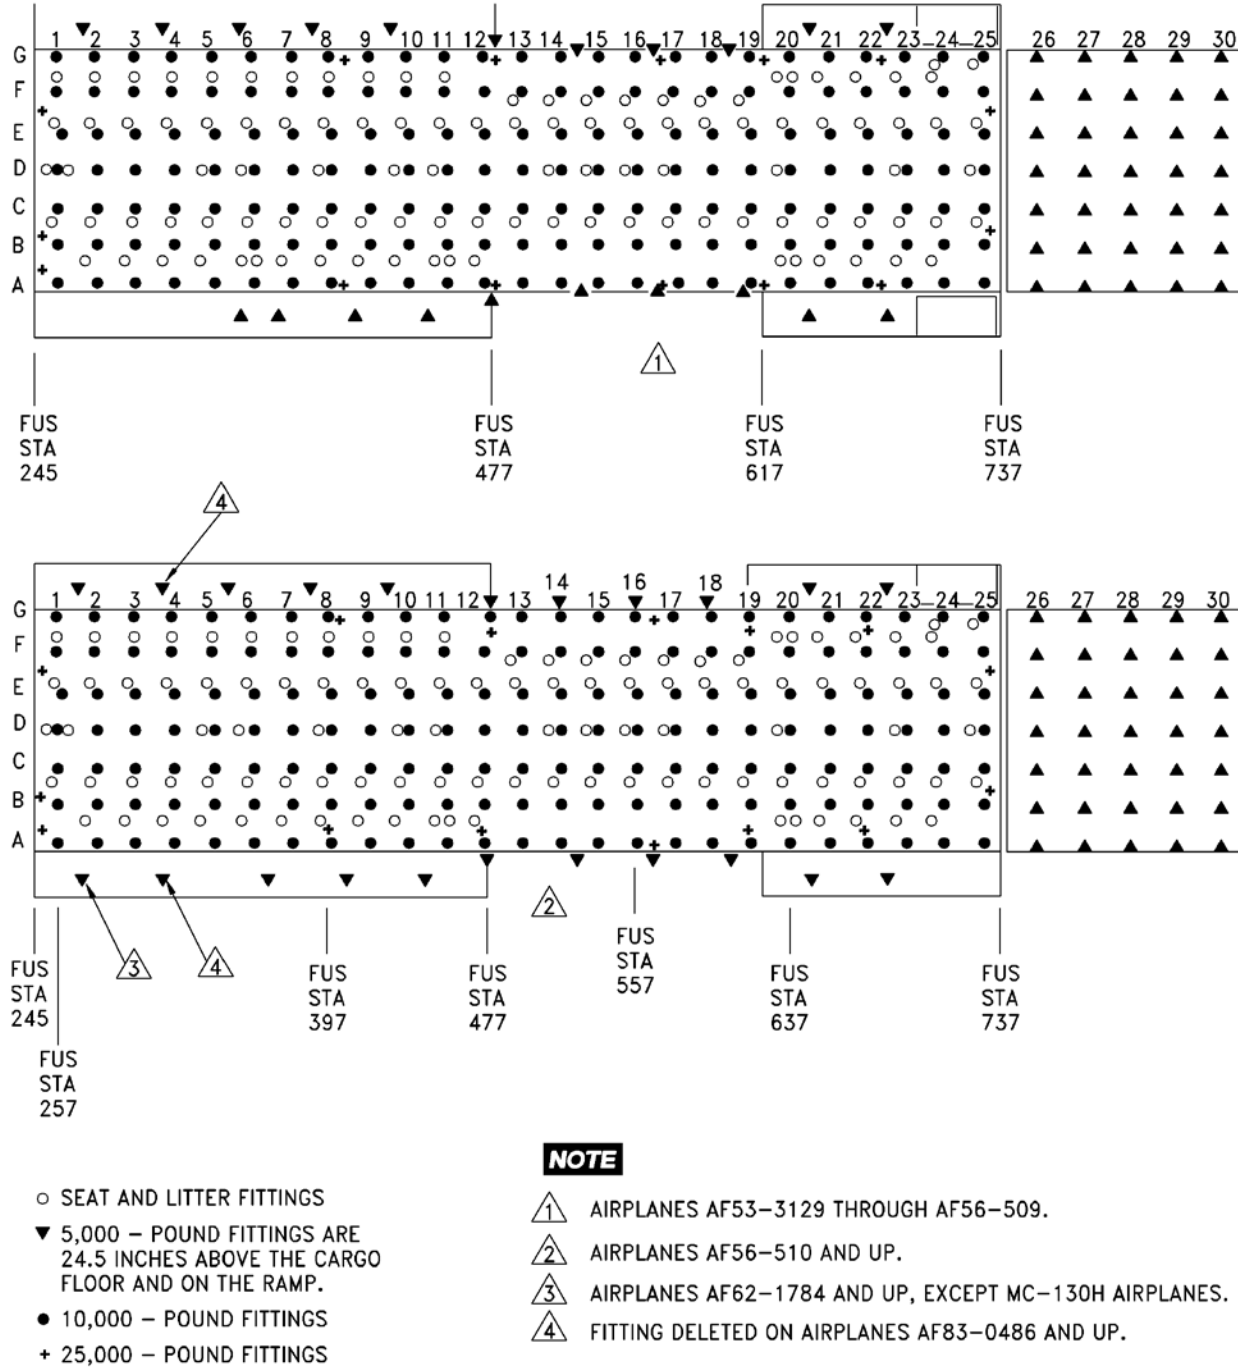 1 2 3 4 5 6 7 8 9 10 11 12 13 14 15 16 17 18 19 20 21 22 23 24 25 26 27 28 29 30
G
F
E
D
C
B
A
1
FUS STA 245
FUS STA 477
FUS STA 617
FUS STA 737
4
14 16 18
1 2 3 4 5 6 7 8 9 10 11 12 13 15 17 19 20 21 22 23 24 25 26 27 28 29 30
G
F
E
D
C
B
A
2
3
4
FUS STA 245
FUS STA 257
FUS STA 397
FUS STA 477
FUS STA 557
FUS STA 637
FUS STA 737
NOTE
SEAT AND LITTER FITTINGS
5,000 – POUND FITTINGS ARE
24.5 INCHES ABOVE THE CARGO
FLOOR AND ON THE RAMP.
10,000 – POUND FITTINGS
25,000 – POUND FITTINGS
1 AIRPLANES AF53–3129 THROUGH AF56–509.
2 AIRPLANES AF56–510 AND UP.
3 AIRPLANES AF62–1784 AND UP, EXCEPT MC–130H AIRPLANES.
4 FITTING DELETED ON AIRPLANES AF83–0486 AND UP.